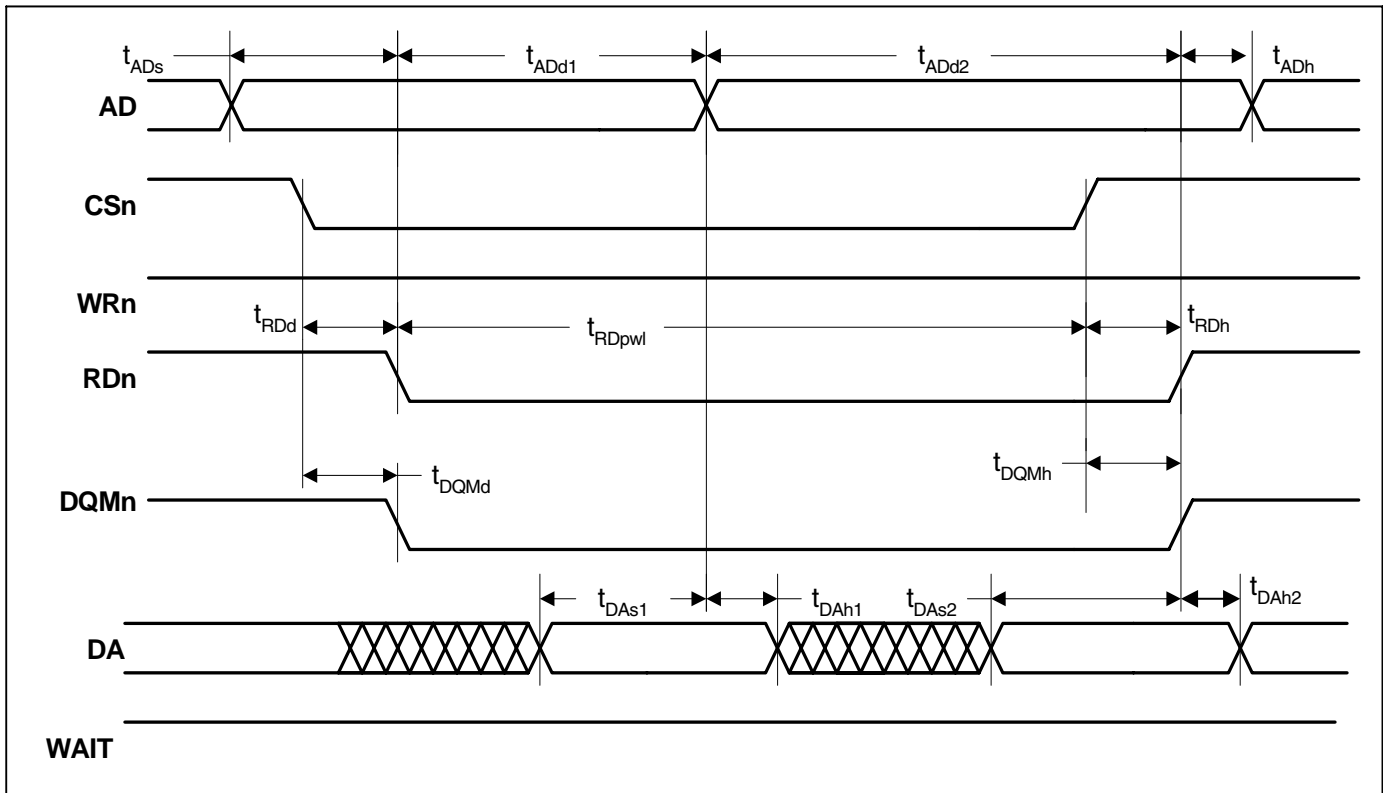 tADs tADd1 tADd2 tADh
AD
CSn
WRn
tRDd tRDpwl tRDh
RDn
tDQMd tDQMh
DQMn
tDAs1 tDAh1 tDAs2 tDAh2
DA
WAIT